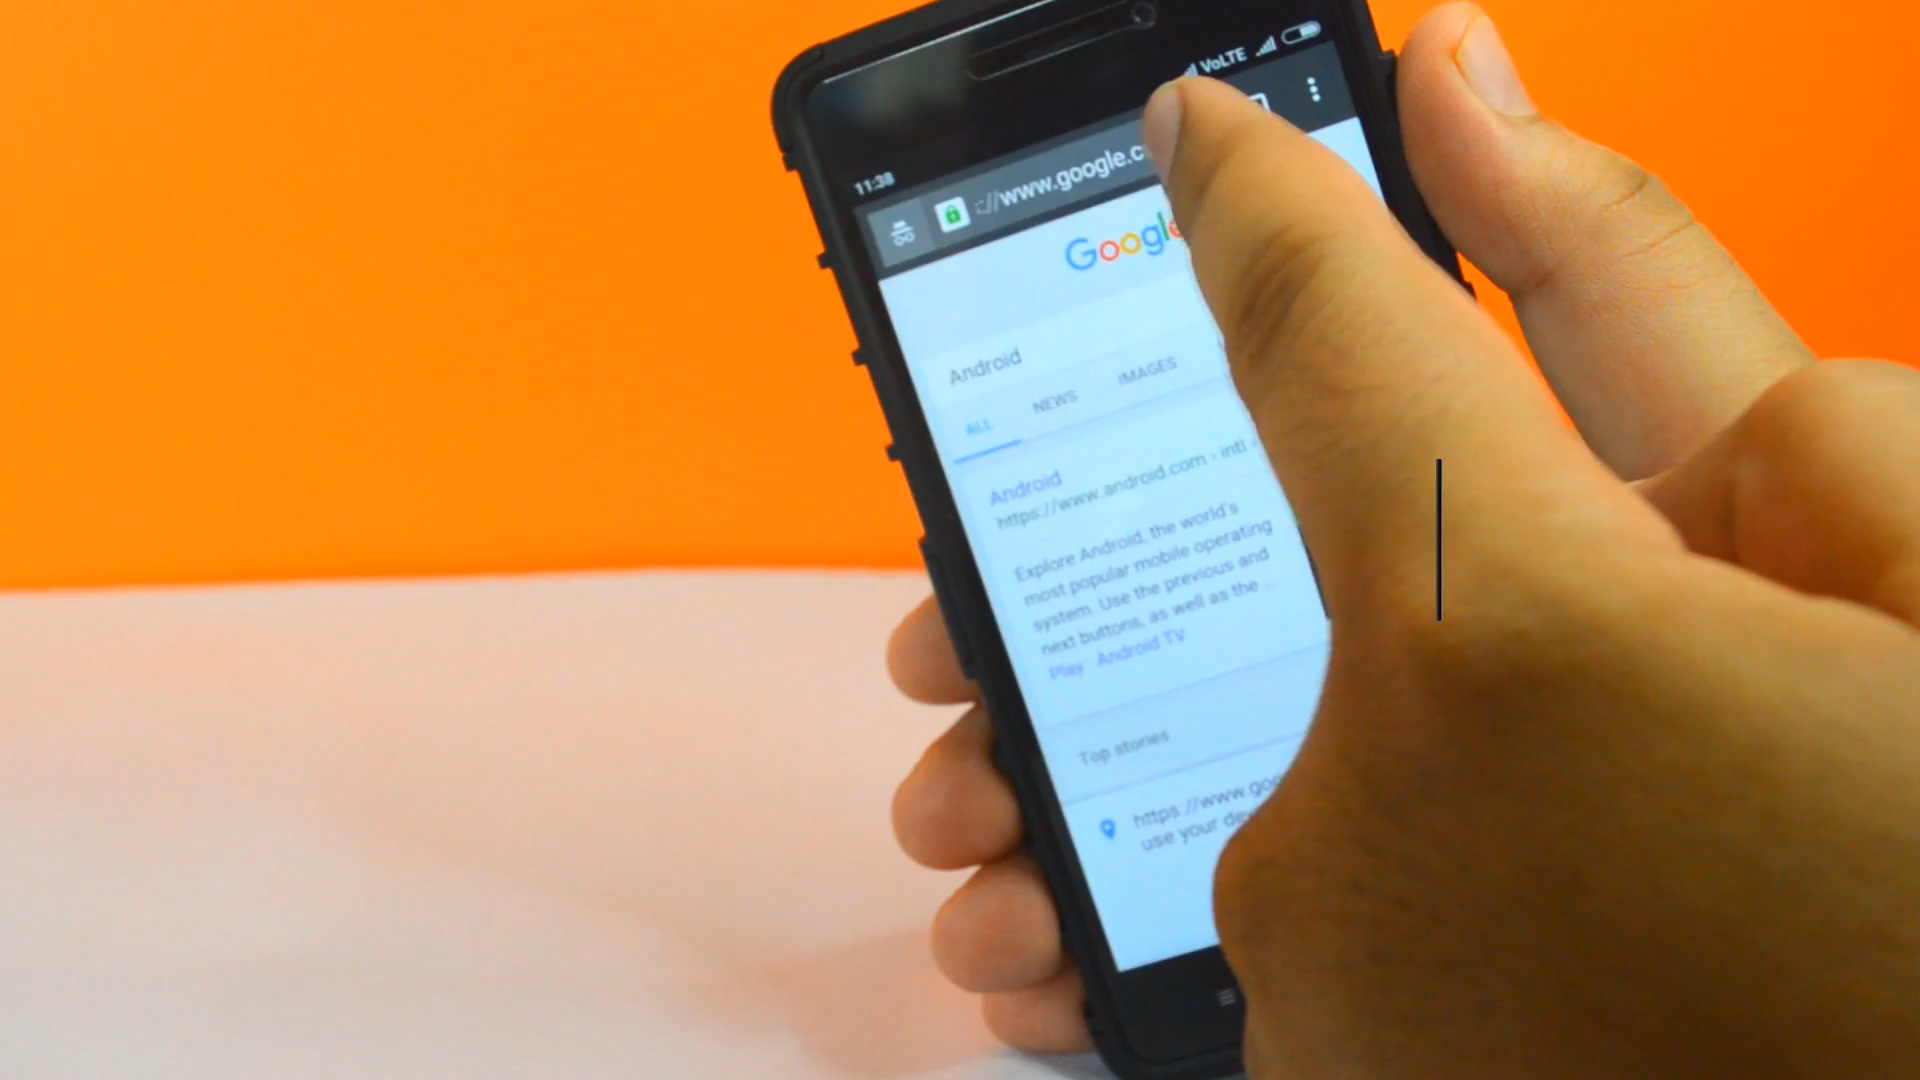 VoLTE
11:38
://www.google.c
Google
Android
ALL NEWS IMAGES
Android
https://www.android.com › intl ›
Explore Android, the world's
most popular mobile operating
system. Use the previous and
next buttons, as well as the ...
Play Android TV
Top stories
https://www.goo
use your dev